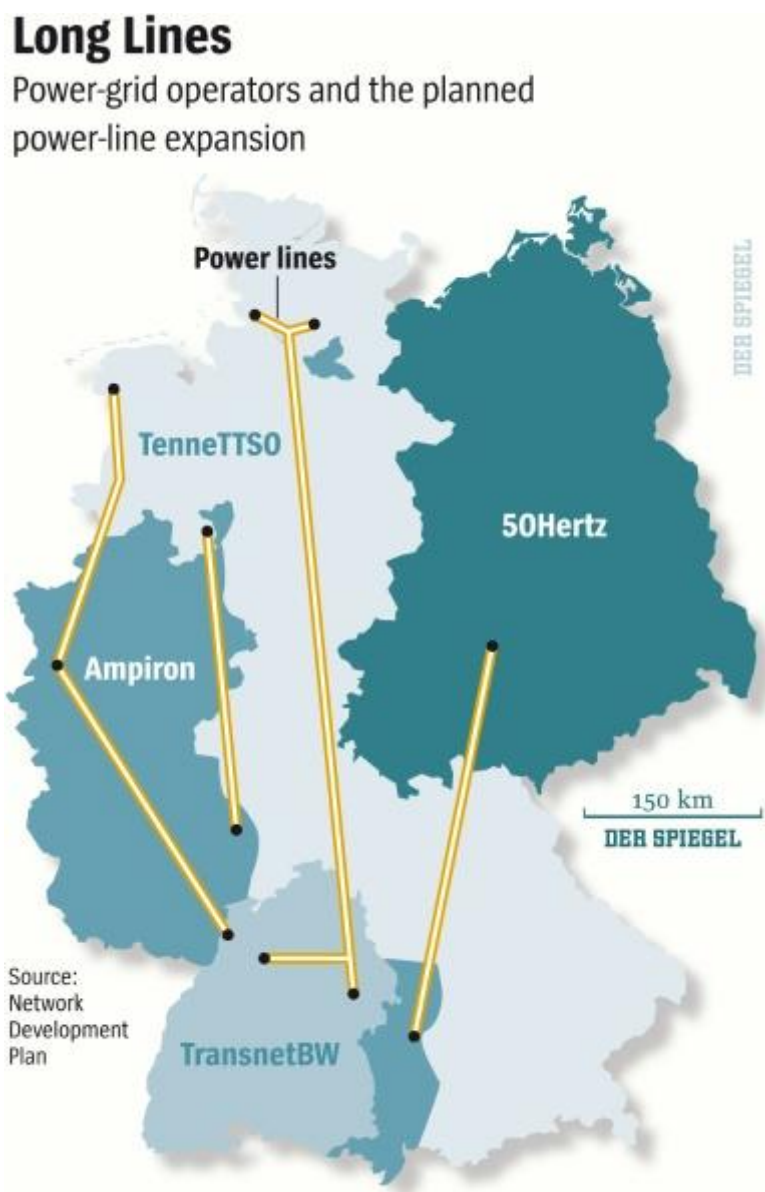 Long Lines
Power-grid operators and the planned
power-line expansion
Power lines
DER SPIEGEL
TenneTTSO
50Hertz
Ampiron
150 km
DER SPIEGEL
Source:
Network
Development
Plan
TransnetBW